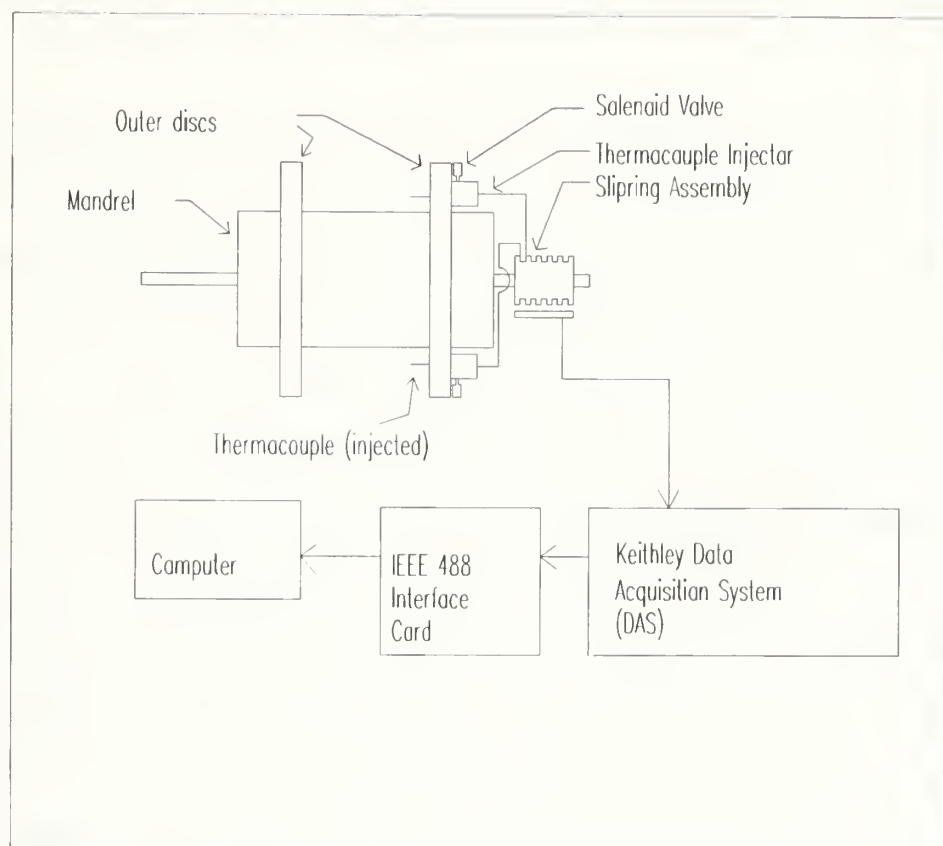 Salenaid Valve
Outer discs
Thermacauple Injectar
Slipring Assembly
Mandrel
Thermacouple (injected)
Camputer
IEEE 488
Interface
Card
Keithley Data
Acquisition System
(DAS)